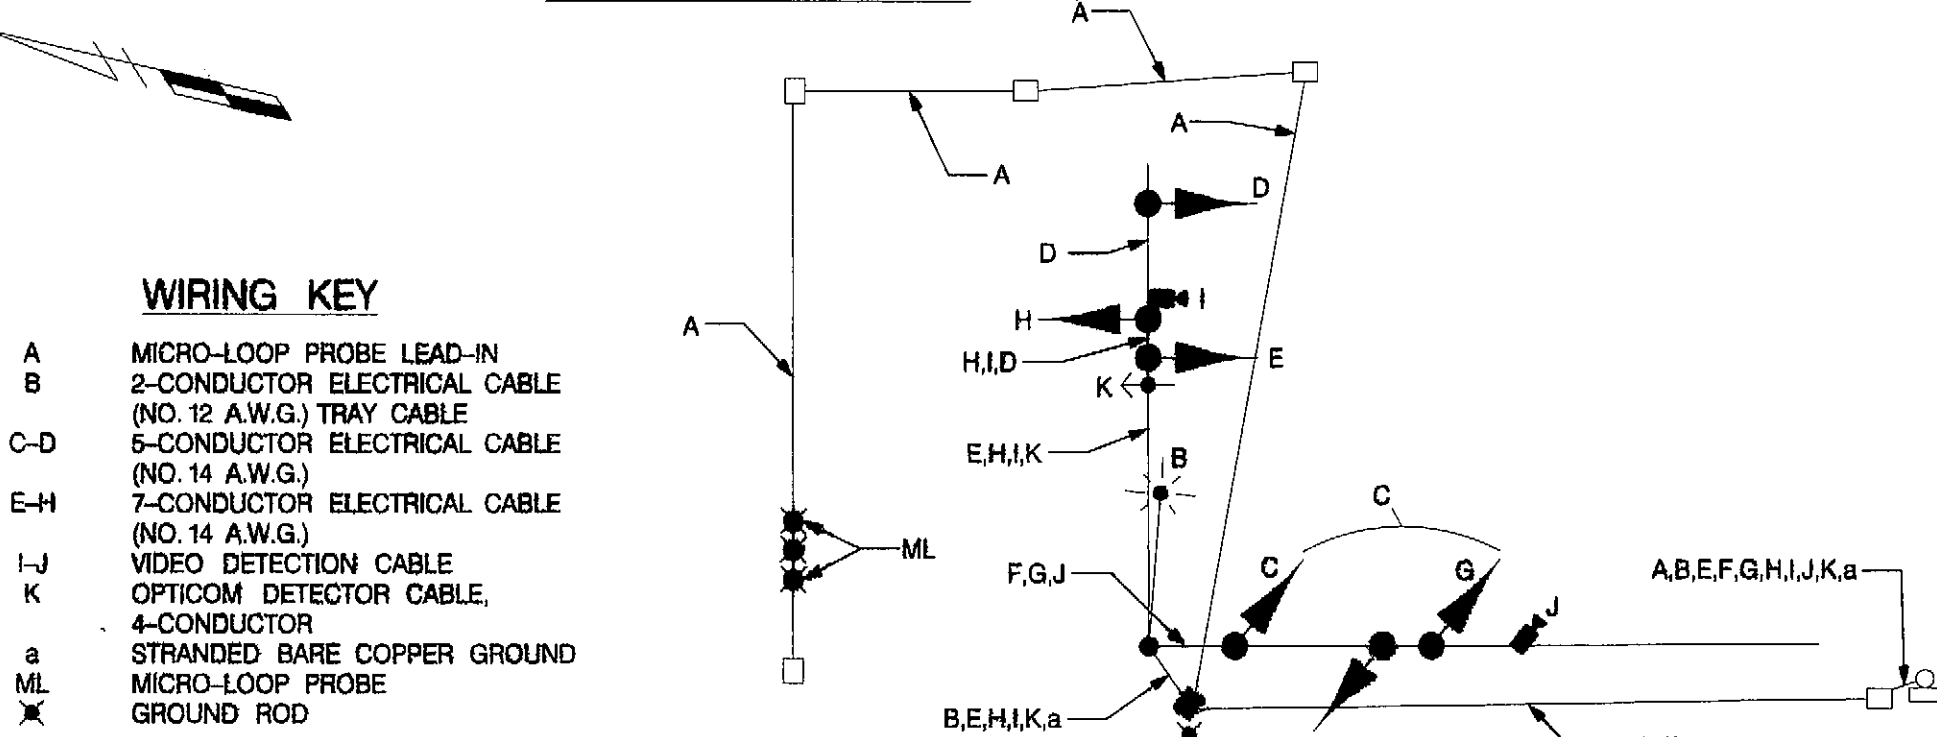 A
A
A
D
D
WIRING KEY
I
H
A
H,I,D
E
K
A MICRO-LOOP PROBE LEAD-IN
B 2-CONDUCTOR ELECTRICAL CABLE
(NO. 12 A.W.G.) TRAY CABLE
C-D 5-CONDUCTOR ELECTRICAL CABLE
(NO. 14 A.W.G.)
E-H 7-CONDUCTOR ELECTRICAL CABLE
(NO. 14 A.W.G.)
I-J VIDEO DETECTION CABLE
K OPTICOM DETECTOR CABLE,
4-CONDUCTOR
a STRANDED BARE COPPER GROUND
ML MICRO-LOOP PROBE
GROUND ROD
E,H,I,K
B
C
ML
F,G,J
C
G
J
A,B,E,F,G,H,I,J,K,a
B,E,H,I,K,a